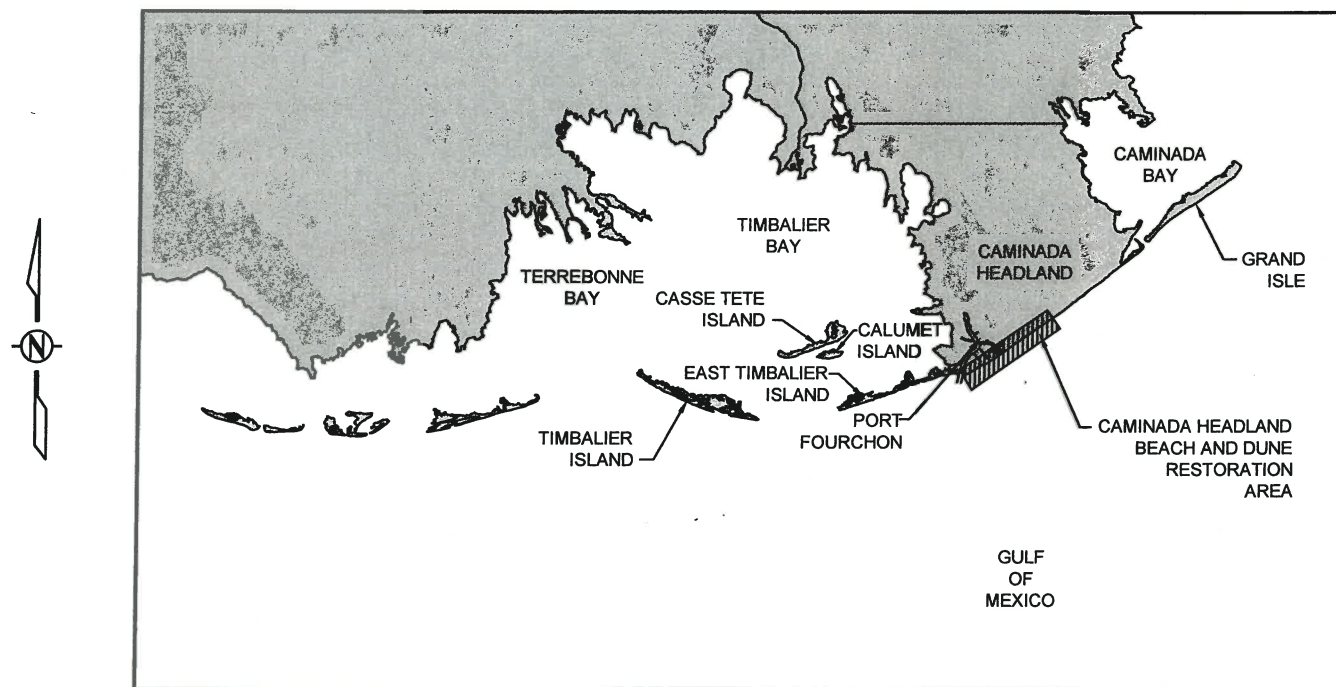 CAMINADA
BAY
TIMBALIER
BAY
CAMINADA
HEADLAND
GRAND
ISLE
TERREBONNE
BAY
CASSE TETE
ISLAND
CALUMET
ISLAND
EAST TIMBALIER
ISLAND
PORT
FOURCHON
TIMBALIER
ISLAND
CAMINADA HEADLAND
BEACH AND DUNE
RESTORATION
AREA
N
GULF
OF
MEXICO